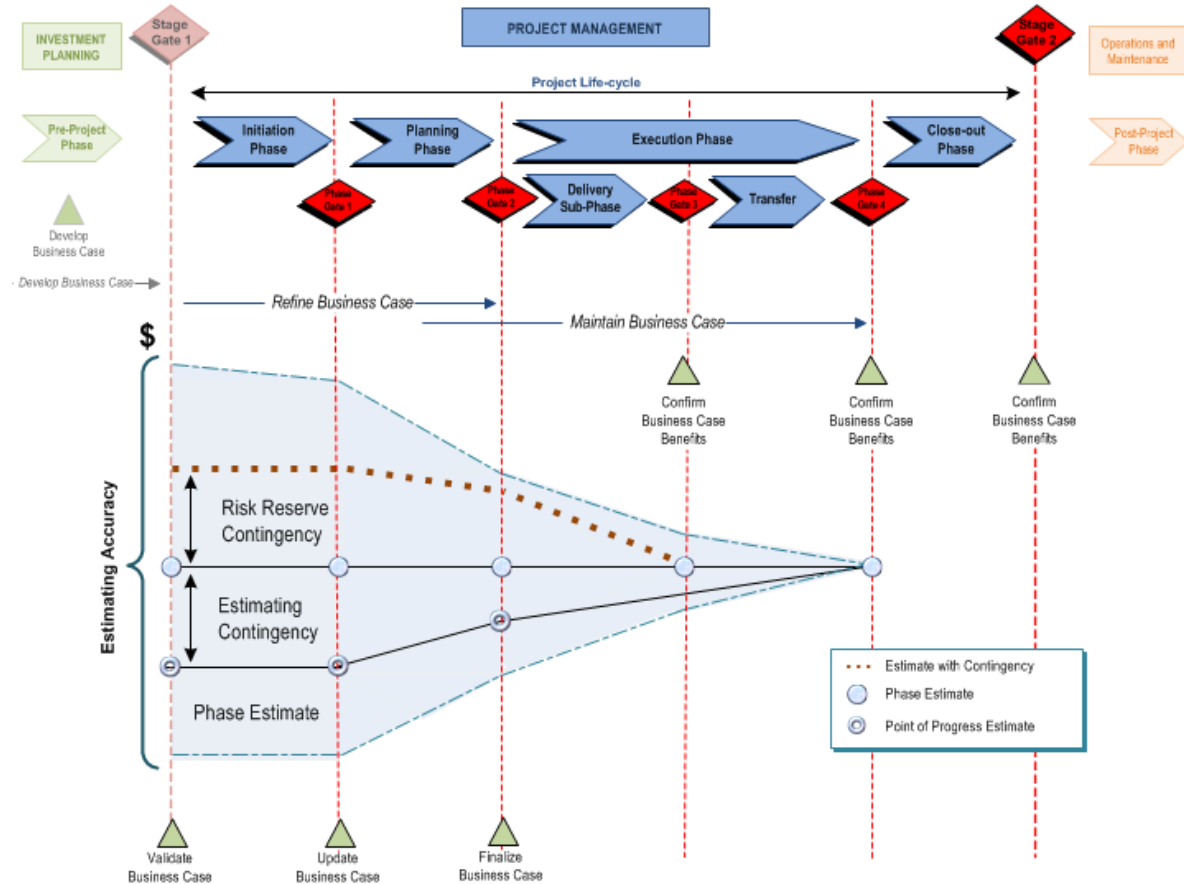 INVESTMENT
PLANNING
Stage
Gate 1
PROJECT MANAGEMENT
Stage
Gate 2
Operations and
Maintenance
Project Life-cycle
Pre-Project
Phase
Initiation
Phase
Planning
Phase
Execution Phase
Close-out
Phase
Post-Project
Phase
Phase
Gate 1
Phase
Gate 2
Delivery
Sub-Phase
Phase
Gate 3
Transfer
Phase
Gate 4
Develop
Business Case
Develop Business Case
Refine Business Case
Maintain Business Case
$
Confirm
Business Case
Benefits
Confirm
Business Case
Benefits
Confirm
Business Case
Benefits
Estimating Accuracy
Risk Reserve
Contingency
Estimating
Contingency
Phase Estimate
Estimate with Contingency
Phase Estimate
Point of Progress Estimate
Validate
Business Case
Update
Business Case
Finalize
Business Case